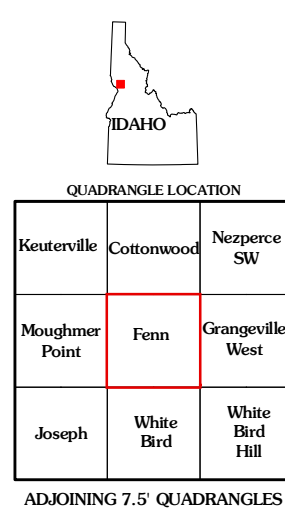 IDAHO
QUADRANGLE LOCATION
Keuterville Cottonwood Nezperce SW
Moughmer Point Fenn Grangeville West
Joseph White Bird White Bird Hill
ADJOINING 7.5' QUADRANGLES